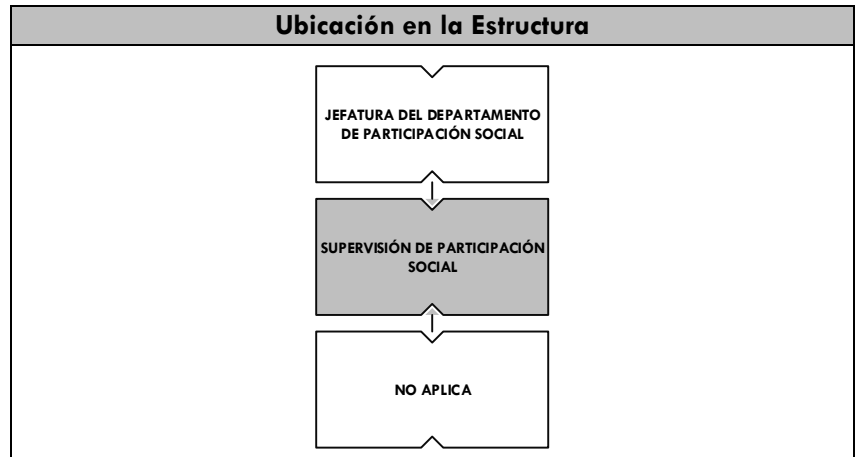 Ubicación en la Estructura
JEFATURA DEL DEPARTAMENTO
DE PARTICIPACIÓN SOCIAL
SUPERVISIÓN DE PARTICIPACIÓN
SOCIAL
NO APLICA